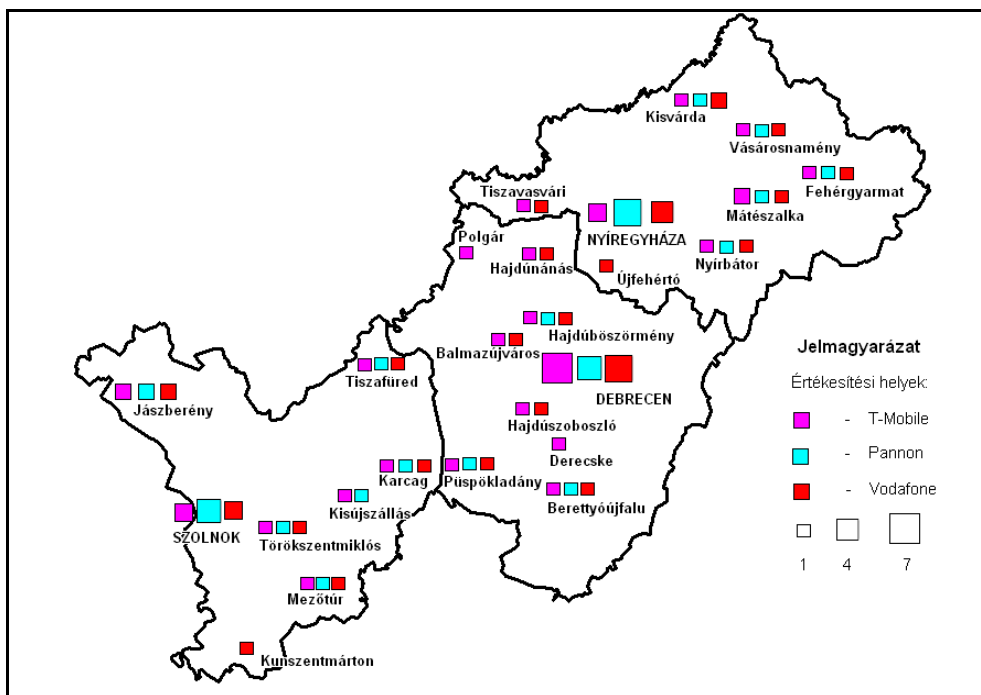 Kisvárda
Vásárosnamény
Fehérgyarmat
Tiszavasvári
Mátészalka
NYÍREGYHÁZA
Polgár
Hajdúnánás
Nyírbátor
Újfehértó
Hajdúböszörmény
Balmazújváros
Tiszafüred
DEBRECEN
Jászberény
Hajdúszoboszló
Derecske
Karcag
Püspökladány
Kisújszállás
Berettyóújfalu
SZOLNOK
Törökszentmiklós
Mezőtúr
Kunszentmárton
Jelmagyarázat
Értékesítési helyek:
- T-Mobile
- Pannon
- Vodafone
1 4 7